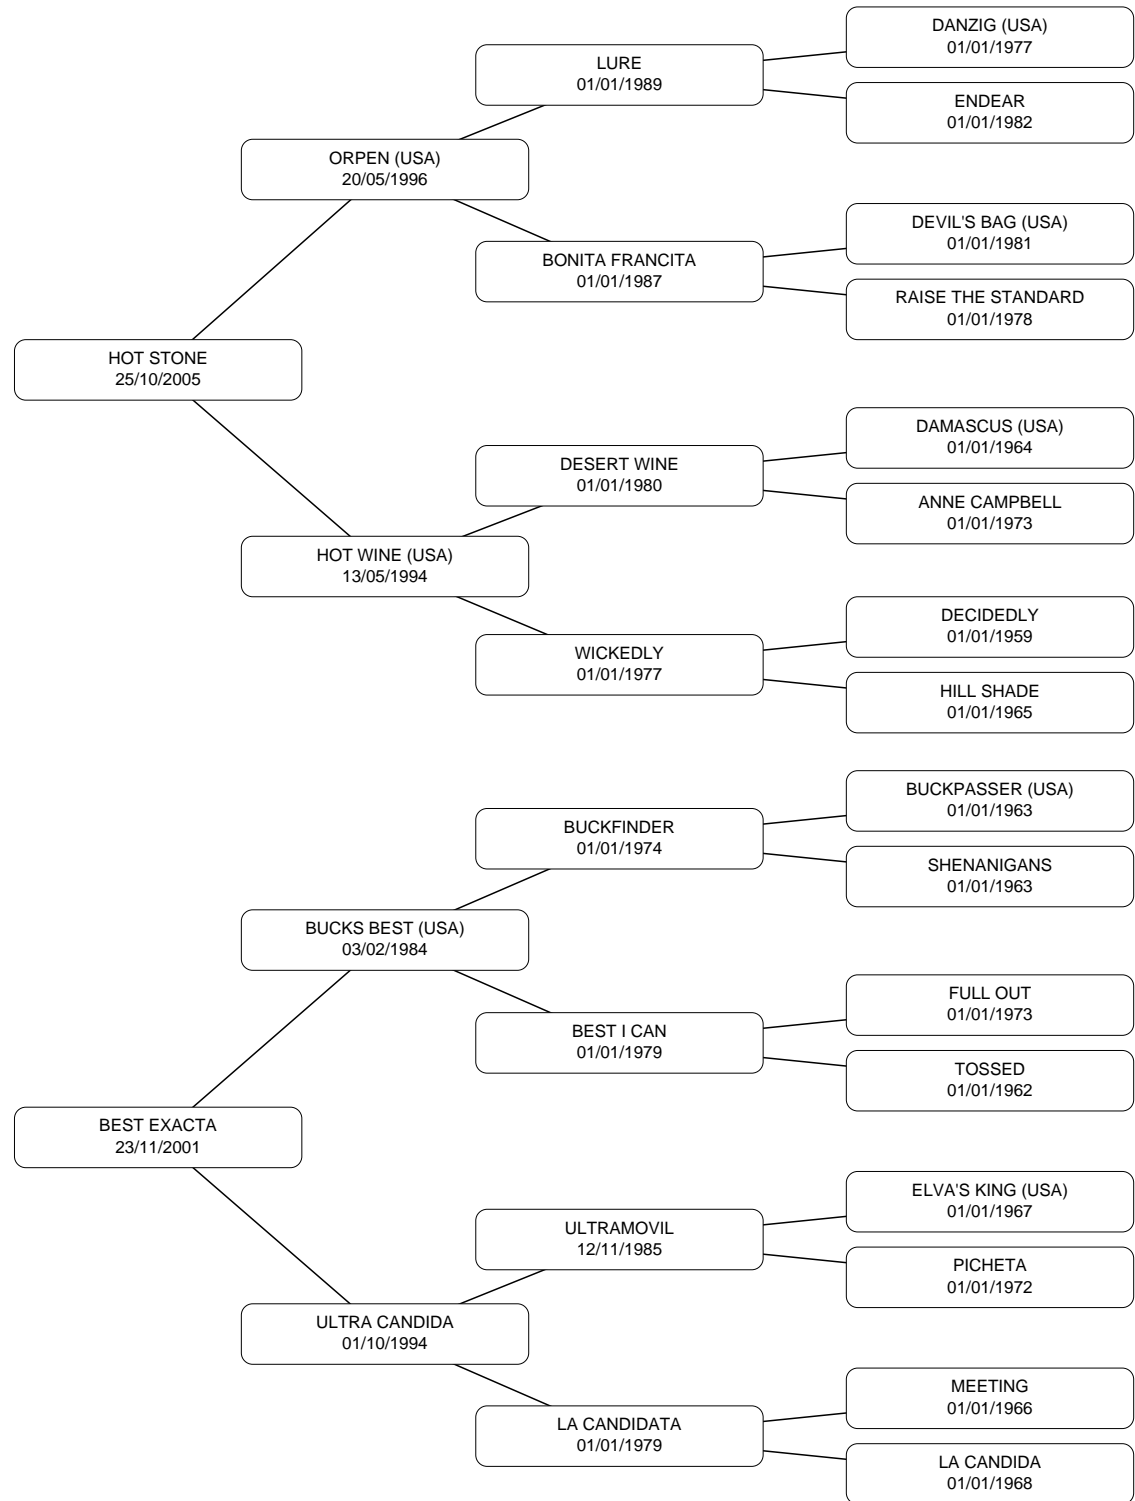 DANZIG (USA)
01/01/1977
LURE
01/01/1989
ENDEAR
01/01/1982
ORPEN (USA)
20/05/1996
DEVIL'S BAG (USA)
01/01/1981
BONITA FRANCITA
01/01/1987
RAISE THE STANDARD
01/01/1978
HOT STONE
25/10/2005
DAMASCUS (USA)
01/01/1964
DESERT WINE
01/01/1980
ANNE CAMPBELL
01/01/1973
HOT WINE (USA)
13/05/1994
DECIDEDLY
01/01/1959
WICKEDLY
01/01/1977
HILL SHADE
01/01/1965
BUCKPASSER (USA)
01/01/1963
BUCKFINDER
01/01/1974
SHENANIGANS
01/01/1963
BUCKS BEST (USA)
03/02/1984
FULL OUT
01/01/1973
BEST I CAN
01/01/1979
TOSSED
01/01/1962
BEST EXACTA
23/11/2001
ELVA'S KING (USA)
01/01/1967
ULTRAMOVIL
12/11/1985
PICHETA
01/01/1972
ULTRA CANDIDA
01/10/1994
MEETING
01/01/1966
LA CANDIDATA
01/01/1979
LA CANDIDA
01/01/1968